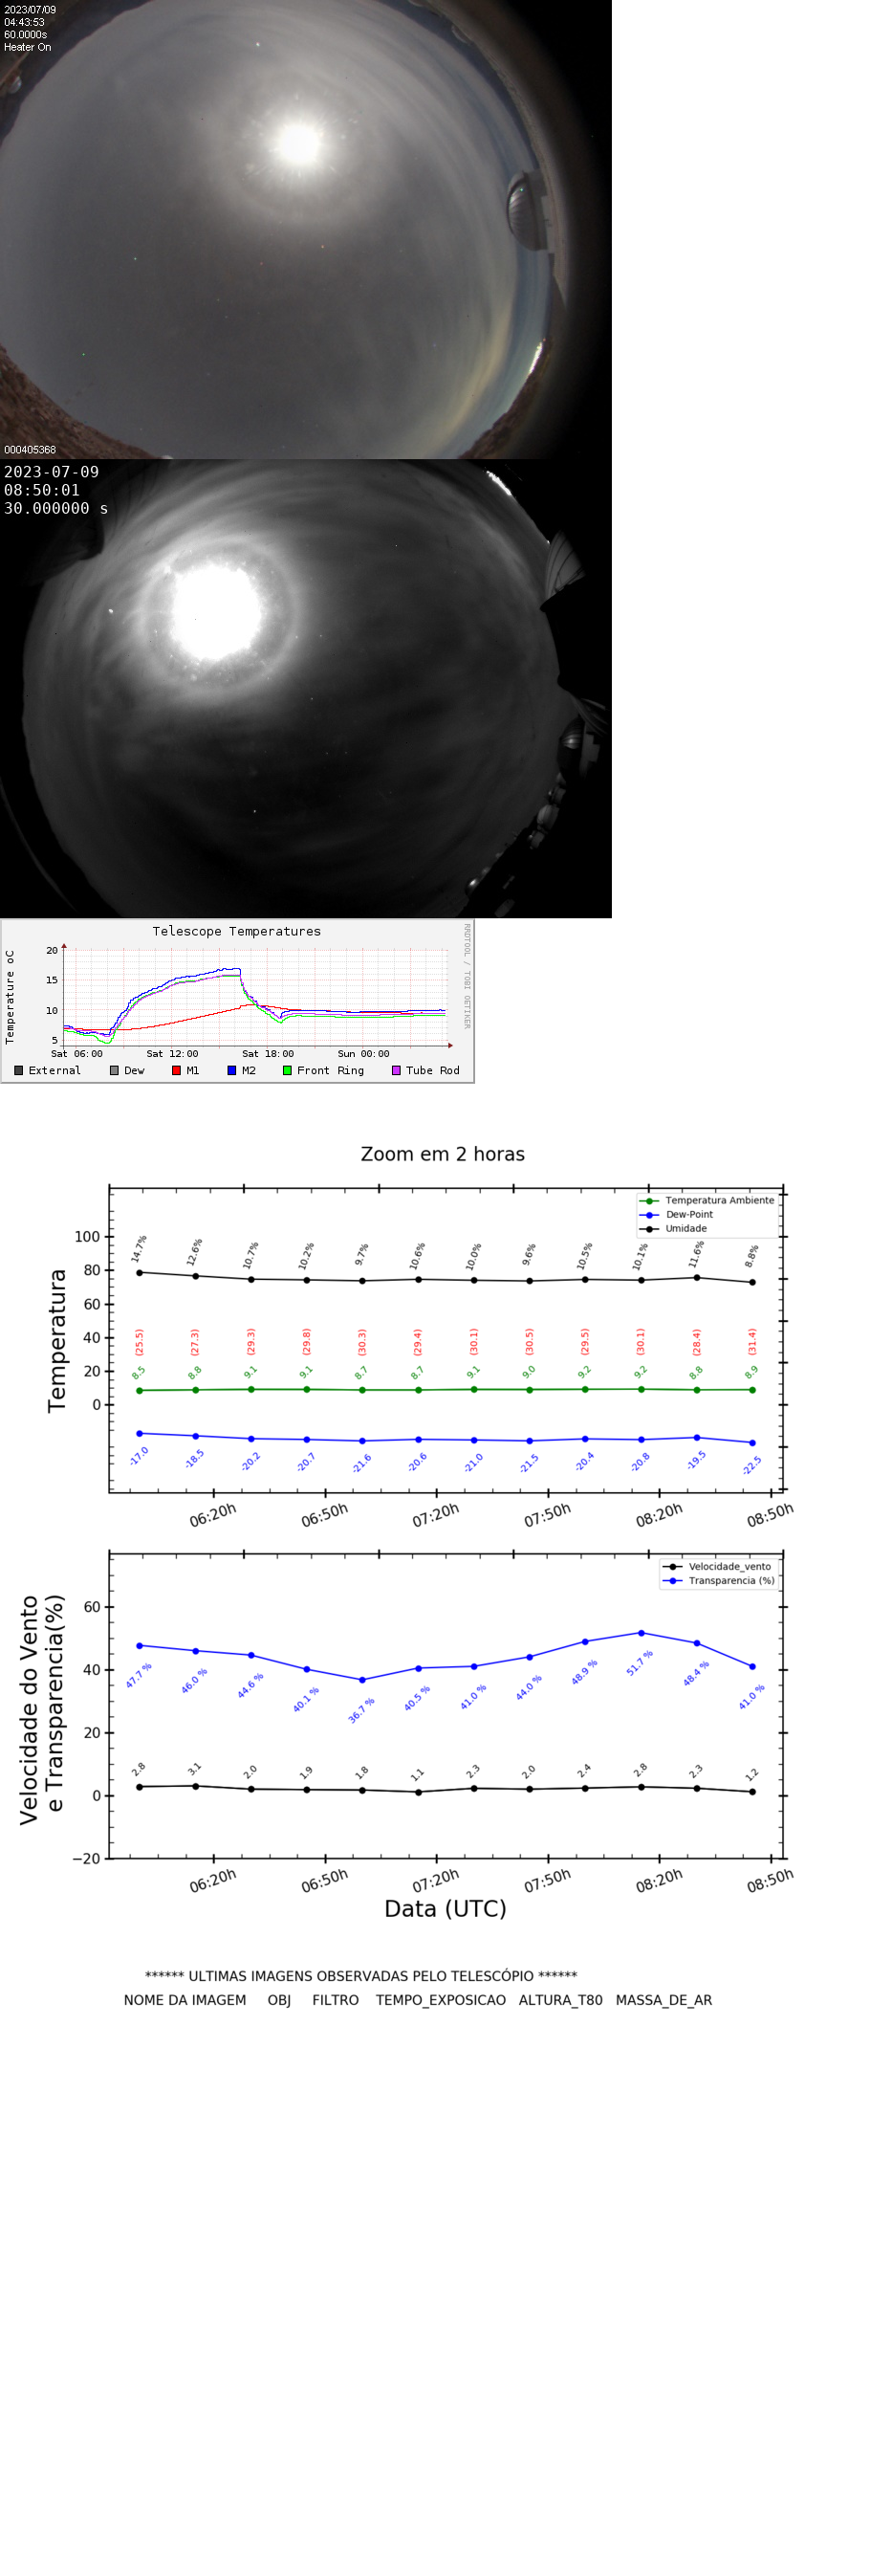 2023/07/09
04:43:53
60.0000s
Heater On
000405368
2023-07-09
08:50:01
30.000000 s
Telescope Temperatures
RRDTOOL / TOBI OETIKER
Temperature oC
20
15
10
5
Sat 06:00 Sat 12:00 Sat 18:00 Sun 00:00
External Dew M1 M2 Front Ring Tube Rod
Zoom em 2 horas
Temperatura
Temperatura Ambiente
Dew-Point
Umidade
100
80
60
40
20
0
14.7% 12.6% 10.7% 10.2% 9.7% 10.6% 10.0% 9.6% 10.5% 10.1% 11.6% 8.8%
(25.5) (27.3) (29.3) (29.8) (30.3) (29.4) (30.1) (30.5) (29.5) (30.1) (28.4) (31.4)
8.5 8.8 9.1 9.1 8.7 8.7 9.1 9.0 9.2 9.2 8.8 8.9
-17.0 -18.5 -20.2 -20.7 -21.6 -20.6 -21.0 -21.5 -20.4 -20.8 -19.5 -22.5
06:20h 06:50h 07:20h 07:50h 08:20h 08:50h
Velocidade do Vento
e Transparencia(%)
Velocidade_vento
Transparencia (%)
60
40
20
0
−20
47.7 % 46.0 % 44.6 % 40.1 % 36.7 % 40.5 % 41.0 % 44.0 % 48.9 % 51.7 % 48.4 % 41.0 %
2.8 3.1 2.0 1.9 1.8 1.1 2.3 2.0 2.4 2.8 2.3 1.2
06:20h 06:50h 07:20h 07:50h 08:20h 08:50h
Data (UTC)
****** ULTIMAS IMAGENS OBSERVADAS PELO TELESCÓPIO ******
NOME DA IMAGEM OBJ FILTRO TEMPO_EXPOSICAO ALTURA_T80 MASSA_DE_AR